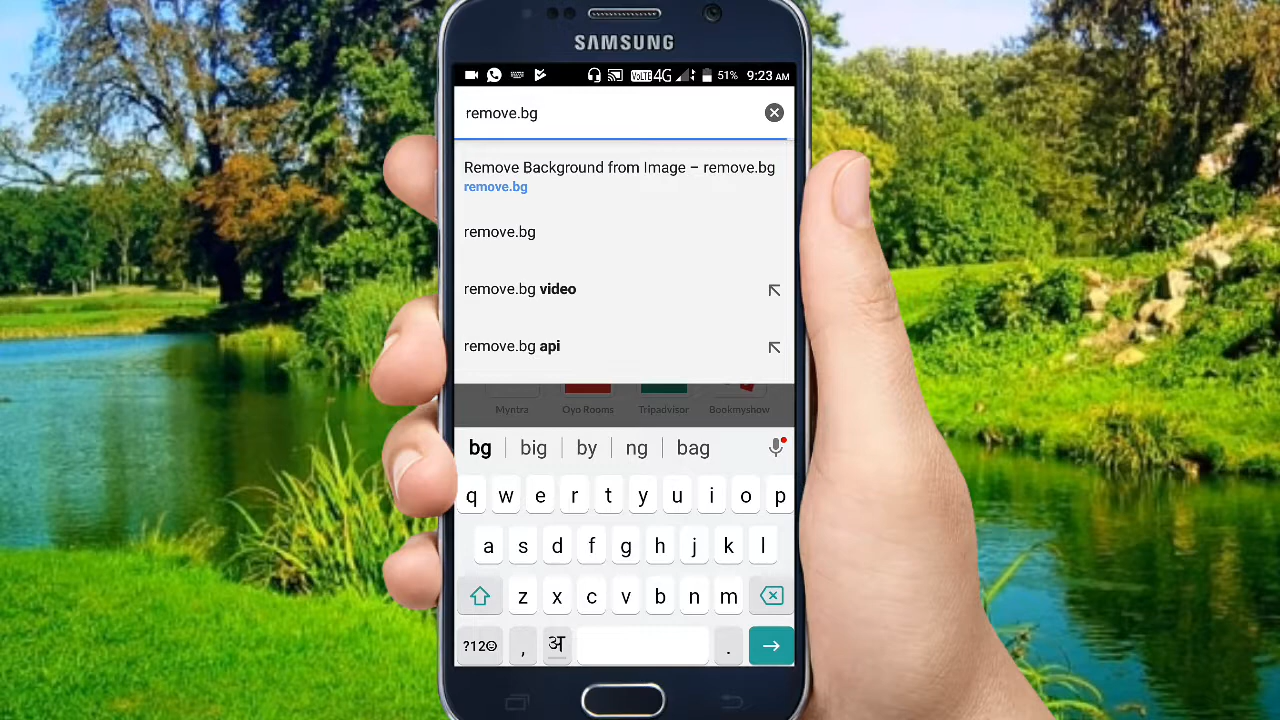 SAMSUNG
VoLTE 4G 51% 9:23 AM
remove.bg
Remove Background from Image – remove.bg
remove.bg
remove.bg
remove.bg video
remove.bg api
Myntra Oyo Rooms Tripadvisor Bookmyshow
bg big by ng bag
q w e r t y u i o p
a s d f g h j k l
z x c v b n m
?12☺ , अ .